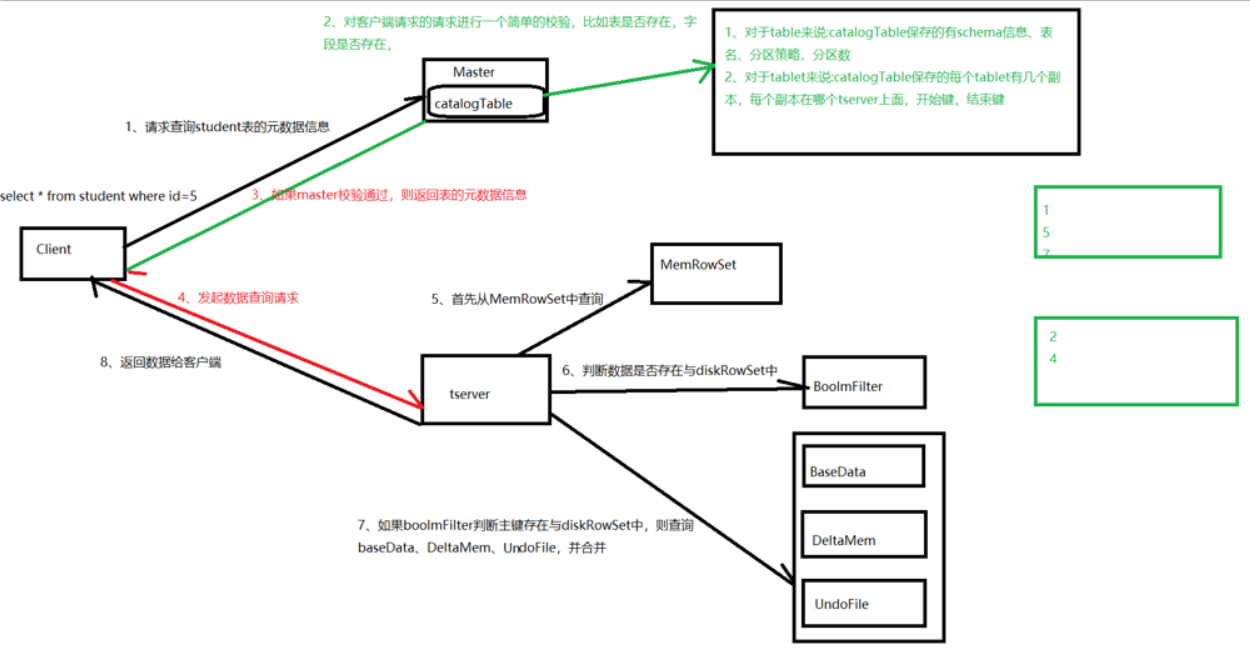 2、对客户端请求的请求进行一个简单的校验，比如表是否存在，字
段是否存在，
1、对于table来说:catalogTable保存的有schema信息、表
名、分区策略、分区数
2、对于tablet来说:catalogTable保存的每个tablet有几个副
本，每个副本在哪个tserver上面，开始键，结束键
Master
catalogTable
1、请求查询student表的元数据信息
select * from student where id=5
3、如果master校验通过，则返回表的元数据信息
Client
1
5
7
MemRowSet
4、发起数据查询请求
5、首先从MemRowSet中查询
8、返回数据给客户端
6、判断数据是否存在与diskRowSet中
2
4
tserver
BoolmFilter
BaseData
7、如果boolmFilter判断主键存在与diskRowSet中，则查询
baseData、DeltaMem、UndoFile，并合并
DeltaMem
UndoFile